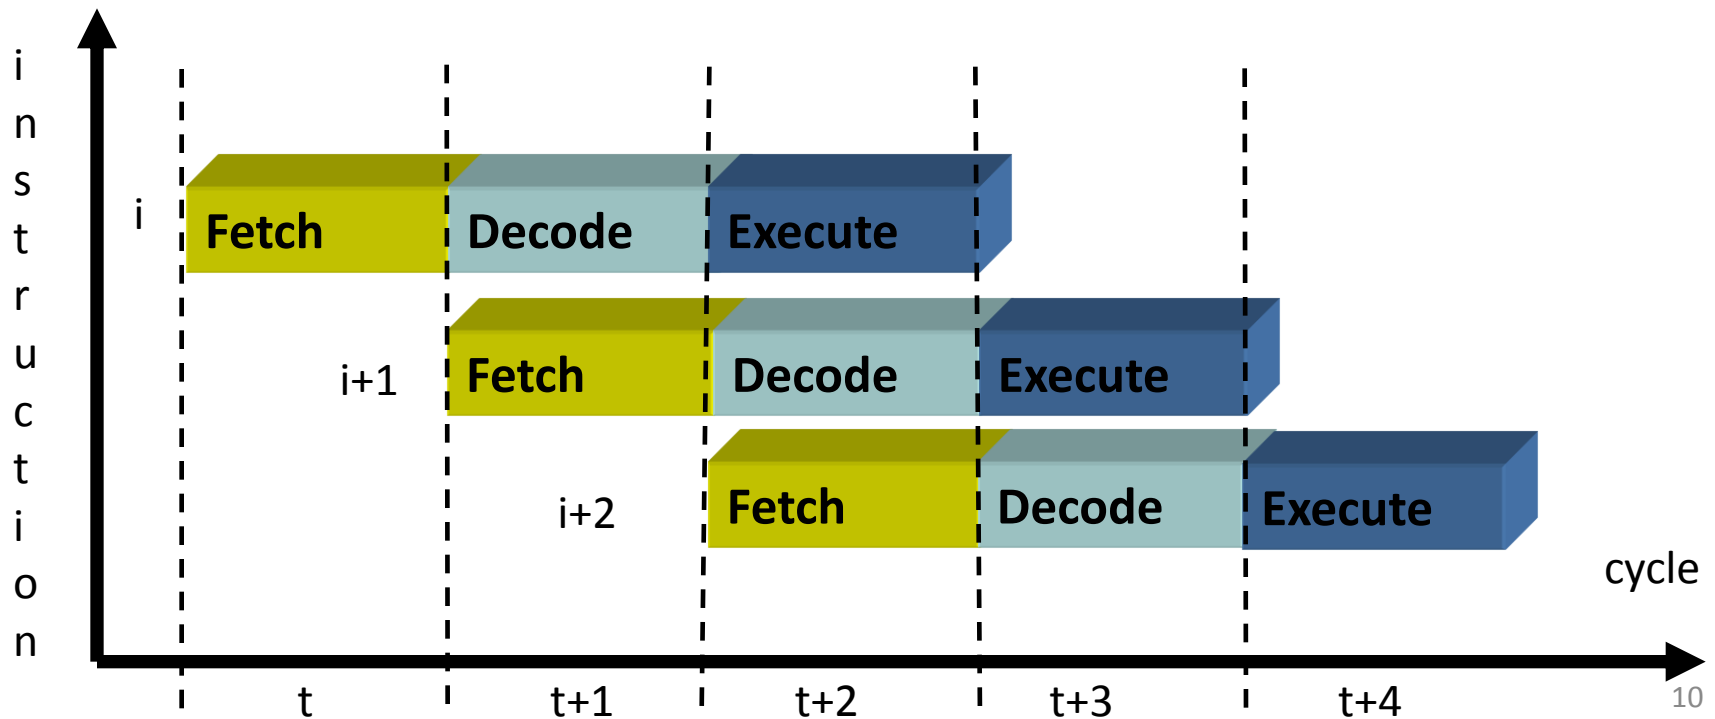 instruction
i
Fetch Decode Execute
i+1
Fetch Decode Execute
i+2
Fetch Decode Execute
cycle
t t+1 t+2 t+3 t+4
10